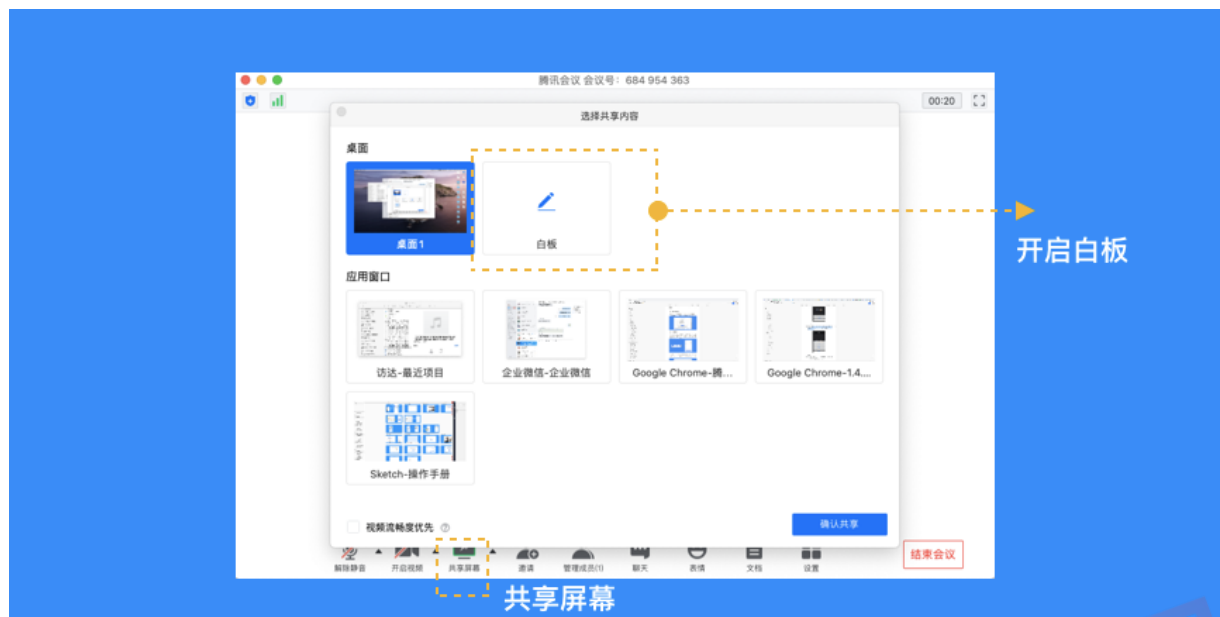 腾讯会议 会议号：684 954 363
00:20
选择共享内容
桌面
桌面1
白板
开启白板
应用窗口
访达-最近项目
企业微信-企业微信
Google Chrome-腾...
Google Chrome-1.4....
Sketch-操作手册
视频流畅度优先
确认共享
解除静音
开启视频
共享屏幕
邀请
管理成员(1)
聊天
表情
文档
设置
结束会议
共享屏幕